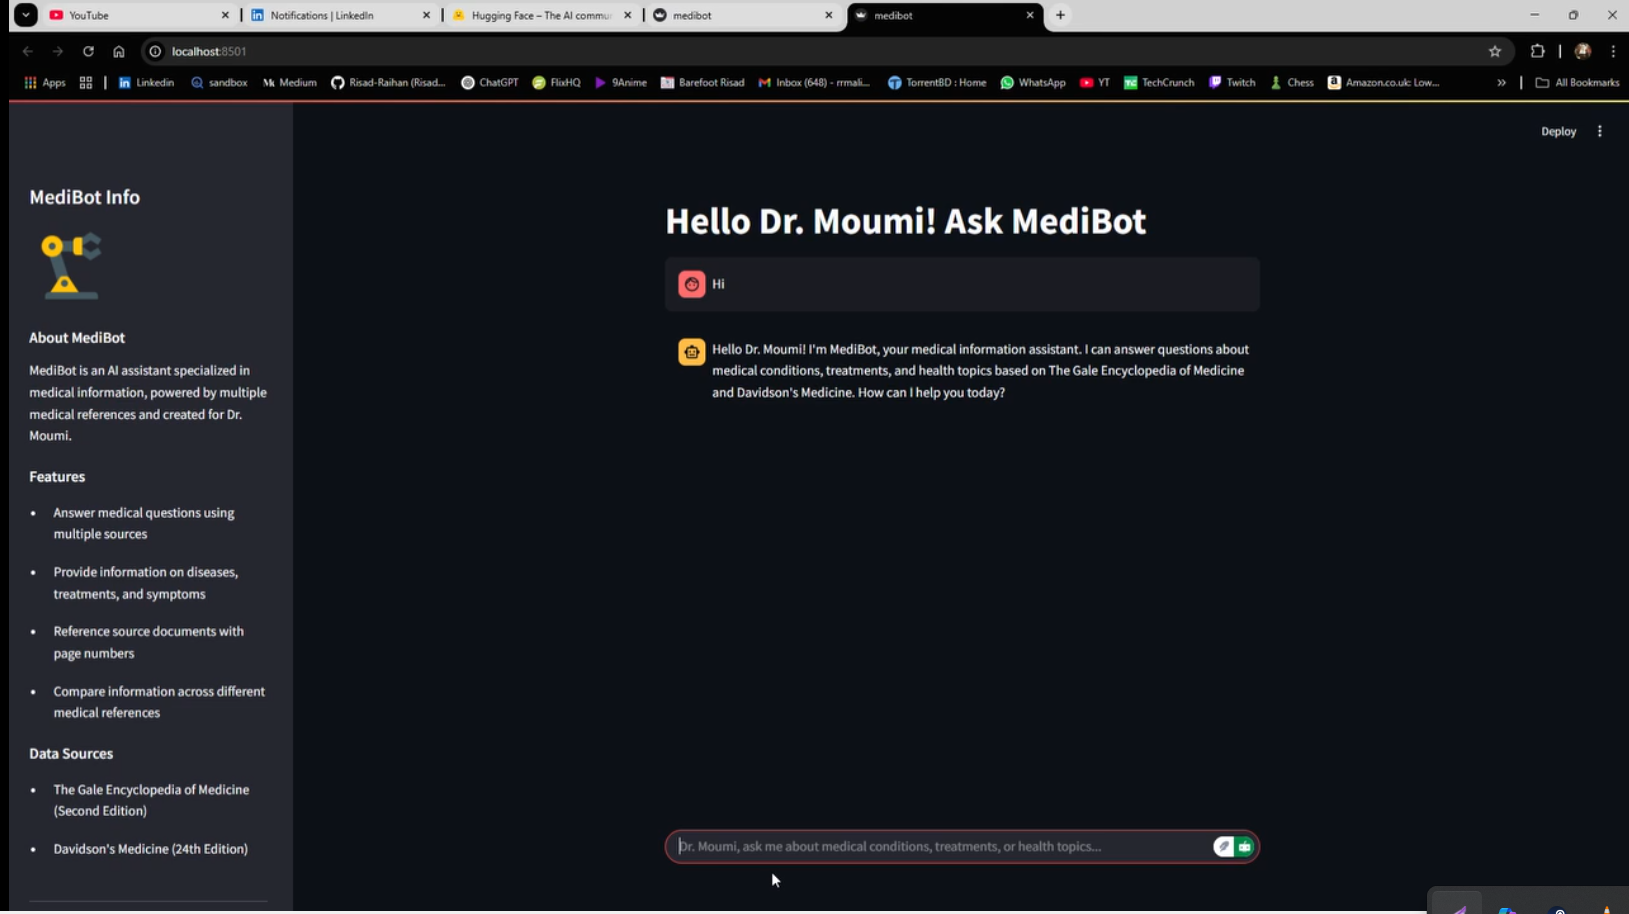 YouTube
Notifications | LinkedIn
Hugging Face – The AI commun
medibot
medibot
localhost:8501
Apps
Linkedin
sandbox
Medium
Risad-Raihan (Risad...
ChatGPT
FlixHQ
9Anime
Barefoot Risad
Inbox (648) - rrmali...
TorrentBD : Home
WhatsApp
YT
TechCrunch
Twitch
Chess
Amazon.co.uk: Low...
All Bookmarks
Deploy
MediBot Info
About MediBot
MediBot is an AI assistant specialized in
medical information, powered by multiple
medical references and created for Dr.
Moumi.
Features
• Answer medical questions using
multiple sources
• Provide information on diseases,
treatments, and symptoms
• Reference source documents with
page numbers
• Compare information across different
medical references
Data Sources
• The Gale Encyclopedia of Medicine
(Second Edition)
• Davidson's Medicine (24th Edition)
Hello Dr. Moumi! Ask MediBot
Hi
Hello Dr. Moumi! I'm MediBot, your medical information assistant. I can answer questions about
medical conditions, treatments, and health topics based on The Gale Encyclopedia of Medicine
and Davidson's Medicine. How can I help you today?
Dr. Moumi, ask me about medical conditions, treatments, or health topics...